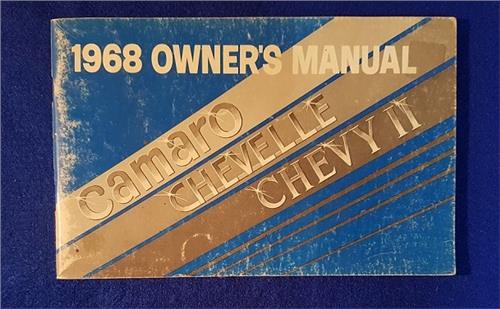 1968 OWNER'S MANUAL
camaro
CHEVELLE
CHEVY II